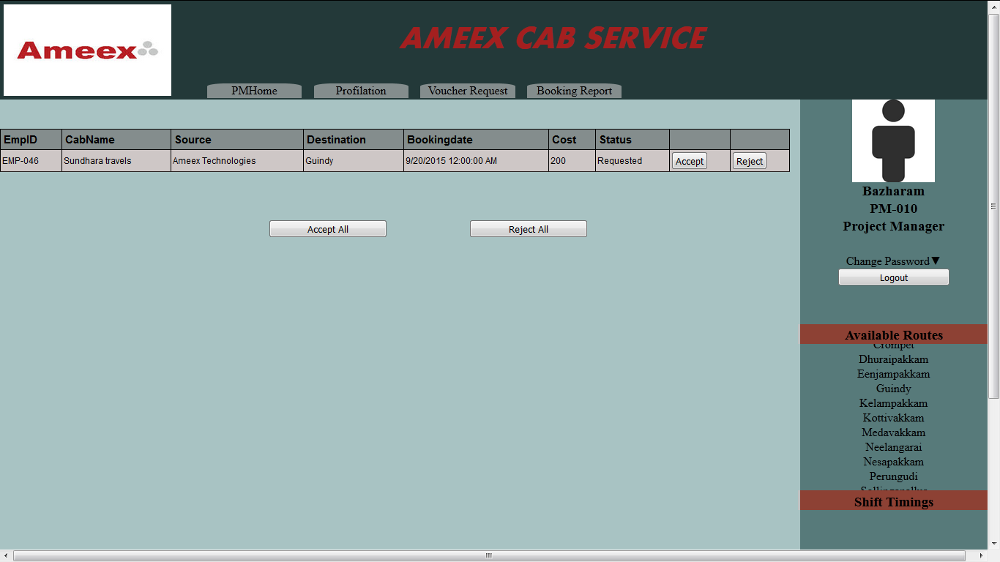 Ameex
AMEEX CAB SERVICE
PMHome Profilation Voucher Request Booking Report
EmpID CabName Source Destination Bookingdate Cost Status
EMP-046 Sundhara travels Ameex Technologies Guindy 9/20/2015 12:00:00 AM 200 Requested Accept Reject
Accept All Reject All
Bazharam
PM-010
Project Manager
Change Password▼
Logout
Available Routes
Crompet
Dhuraipakkam
Eenjampakkam
Guindy
Kelampakkam
Kottivakkam
Medavakkam
Neelangarai
Nesapakkam
Perungudi
Shift Timings